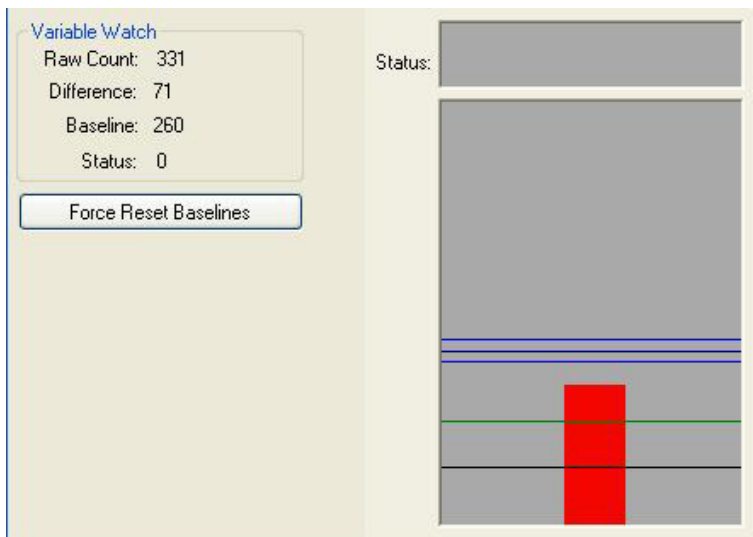 Variable Watch
Raw Count: 331
Difference: 71
Baseline: 260
Status: 0
Force Reset Baselines
Status: